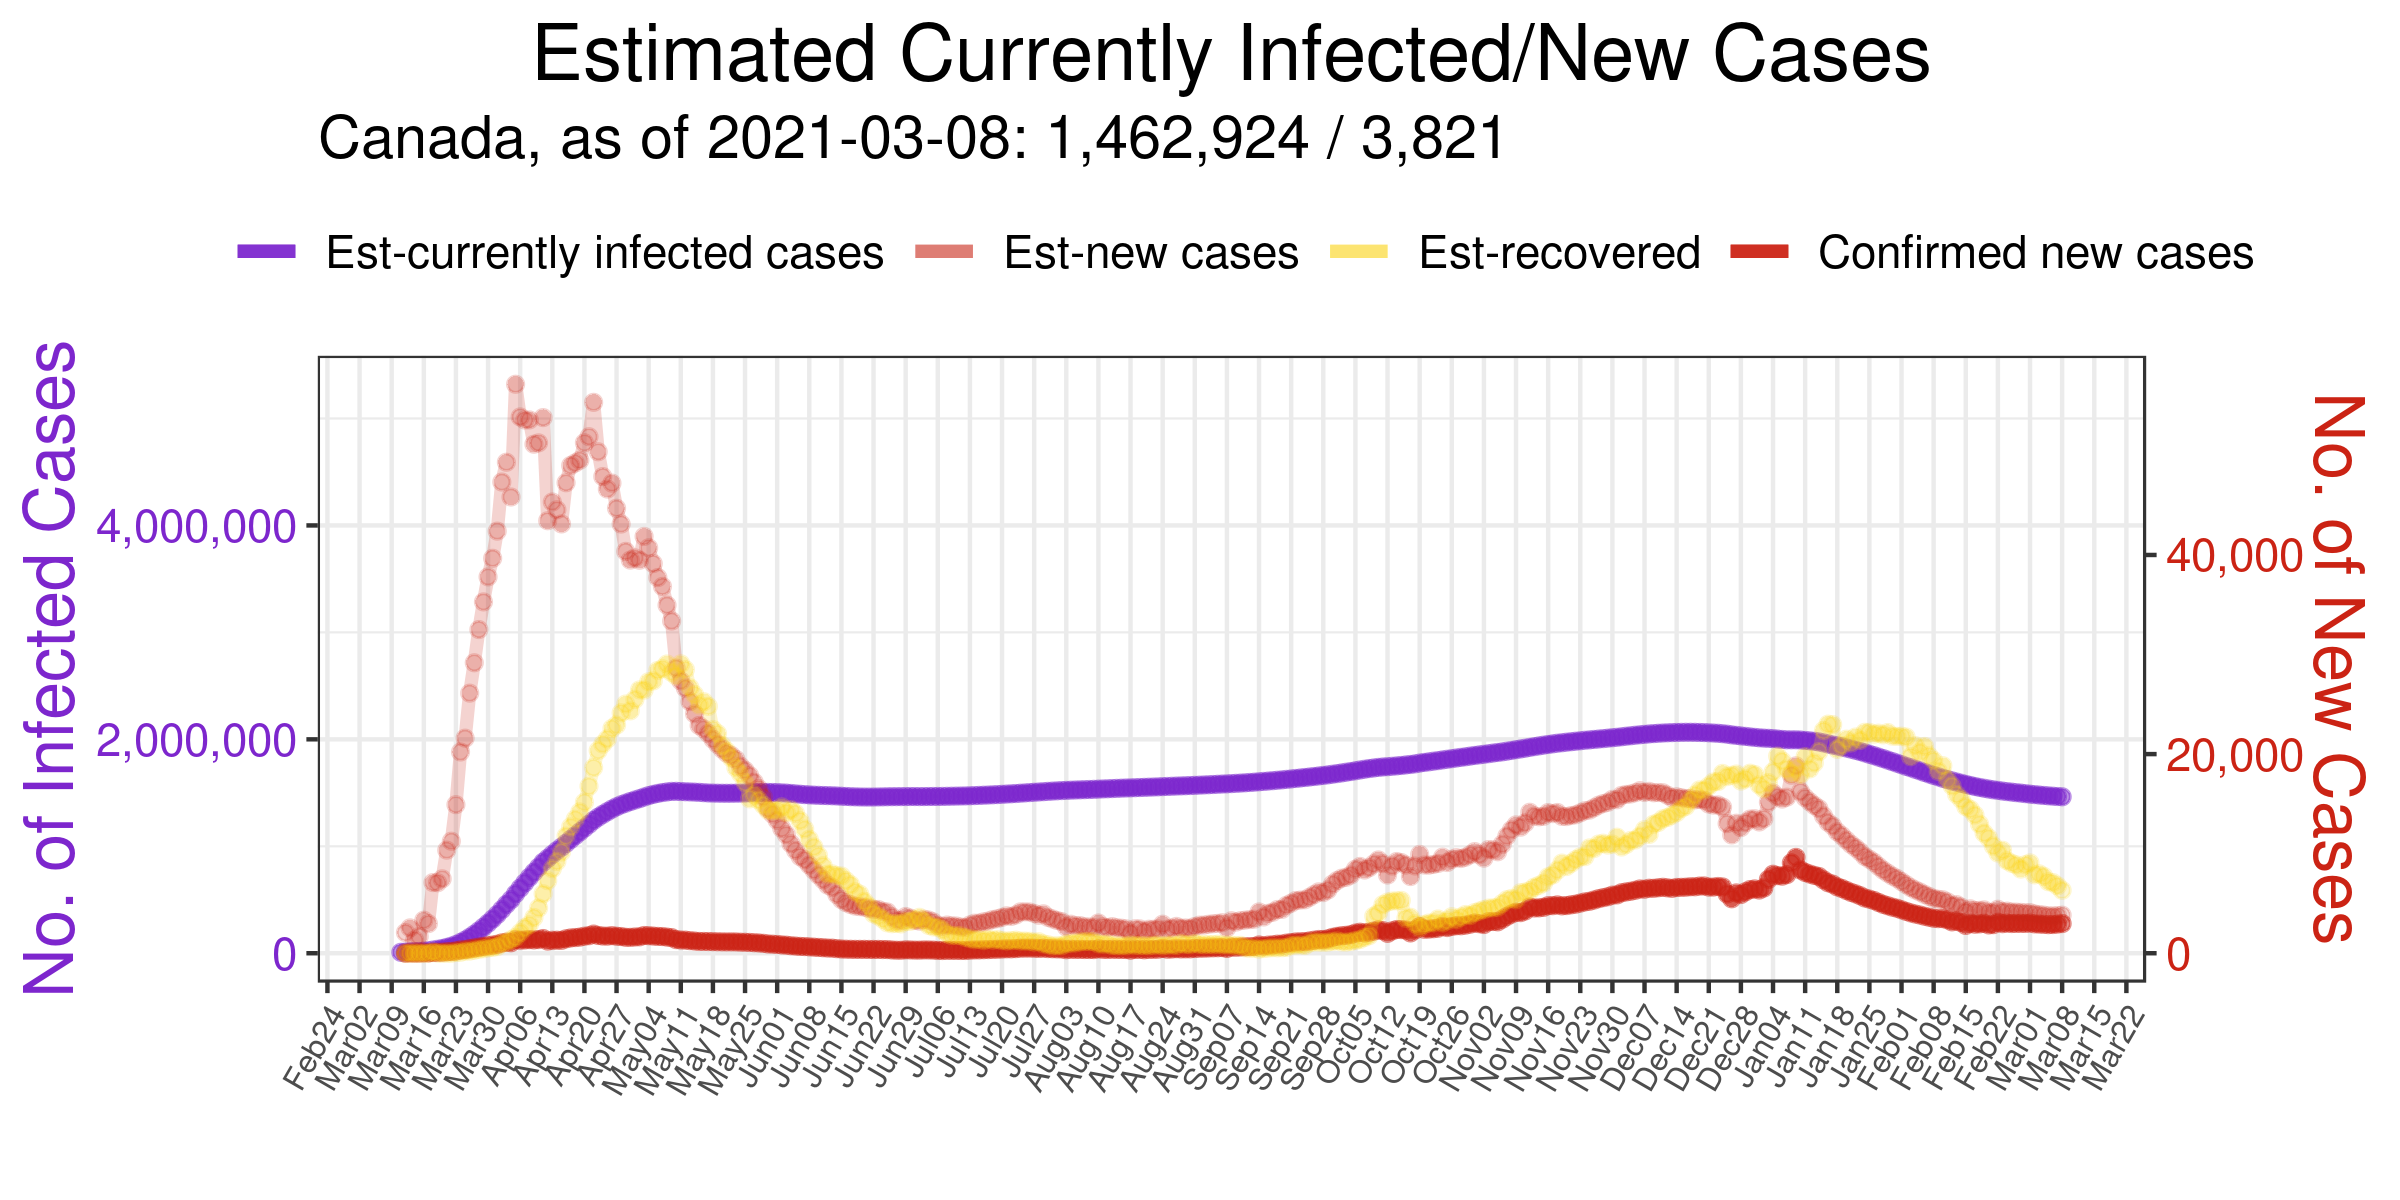 Estimated Currently Infected/New Cases
Canada, as of 2021-03-08: 1,462,924 / 3,821
Est-currently infected cases Est-new cases Est-recovered Confirmed new cases
No. of Infected Cases
4,000,000
2,000,000
0
40,000
20,000
0
No. of New Cases
Feb24 Mar02 Mar09 Mar16 Mar23 Mar30 Apr06 Apr13 Apr20 Apr27 May04 May11 May18 May25 Jun01 Jun08 Jun15 Jun22 Jun29 Jul06 Jul13 Jul20 Jul27 Aug03 Aug10 Aug17 Aug24 Aug31 Sep07 Sep14 Sep21 Sep28 Oct05 Oct12 Oct19 Oct26 Nov02 Nov09 Nov16 Nov23 Nov30 Dec07 Dec14 Dec21 Dec28 Jan04 Jan11 Jan18 Jan25 Feb01 Feb08 Feb15 Feb22 Mar01 Mar08 Mar15 Mar22